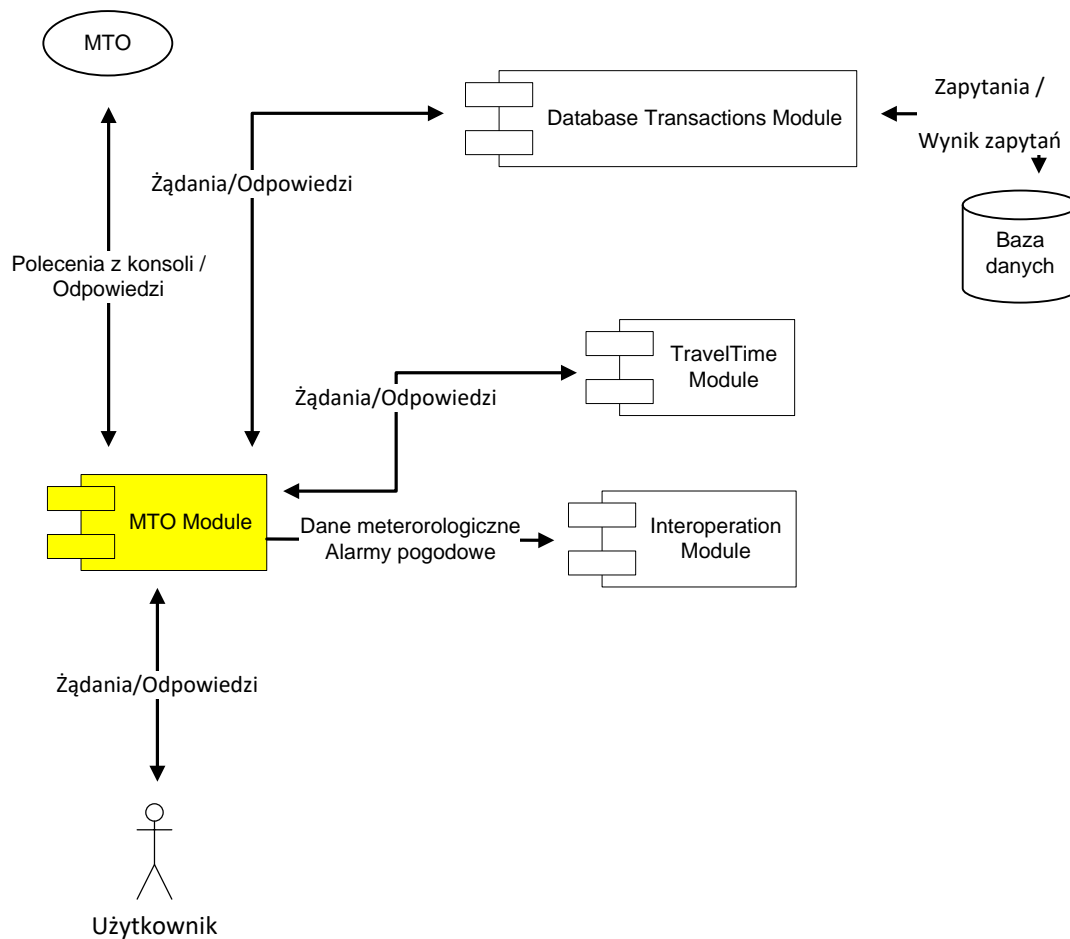 MTO
Database Transactions Module
Zapytania /
Wynik zapytań
Żądania/Odpowiedzi
Baza
danych
Polecenia z konsoli /
Odpowiedzi
TravelTime
Module
Żądania/Odpowiedzi
MTO Module
Dane meterorologiczne
Alarmy pogodowe
Interoperation
Module
Żądania/Odpowiedzi
Użytkownik